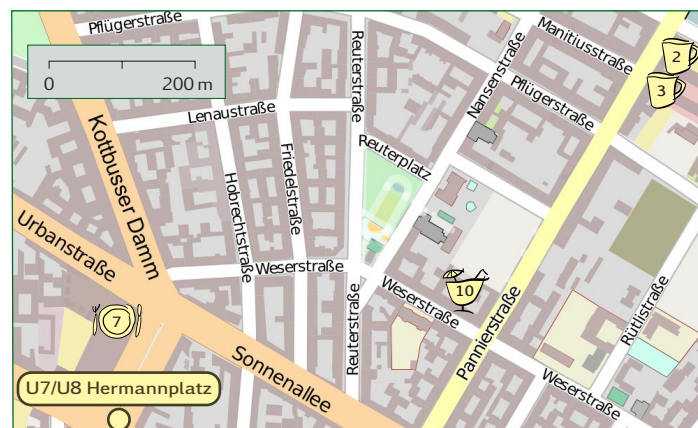 Pflügerstraße
0
200 m
Manitiusstraße
2
3
Nansenstraße
Pflügerstraße
Reuterstraße
Lenaustraße
Kottbusser Damm
Friedelstraße
Reuterplatz
Hobrechtstraße
Urbanstraße
Weserstraße
10
Weserstraße
Reuterstraße
Pannierstraße
Rütlistraße
7
Sonnenallee
Weserstraße
U7/U8 Hermannplatz